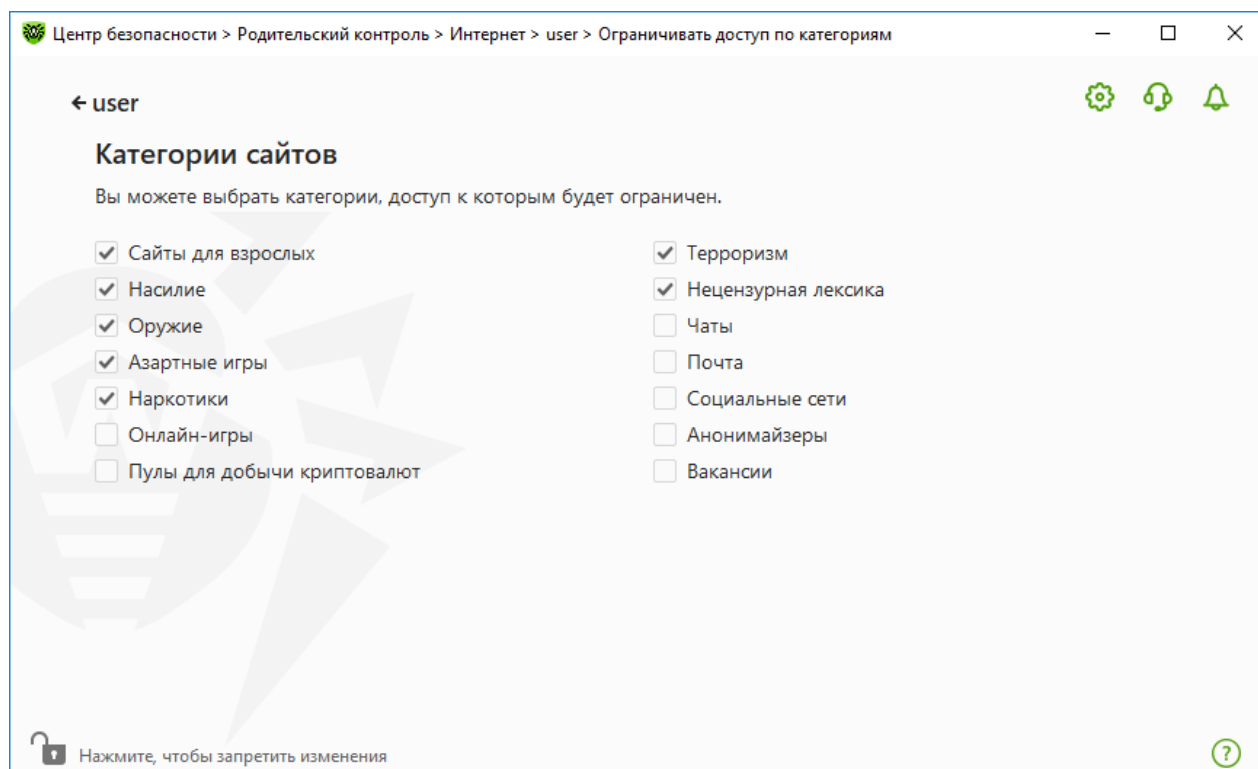 Центр безопасности > Родительский контроль > Интернет > user > Ограничивать доступ по категориям
← user
Категории сайтов
Вы можете выбрать категории, доступ к которым будет ограничен.
Сайты для взрослых
Насилие
Оружие
Азартные игры
Наркотики
Онлайн-игры
Пулы для добычи криптовалют
Терроризм
Нецензурная лексика
Чаты
Почта
Социальные сети
Анонимайзеры
Вакансии
Нажмите, чтобы запретить изменения
?